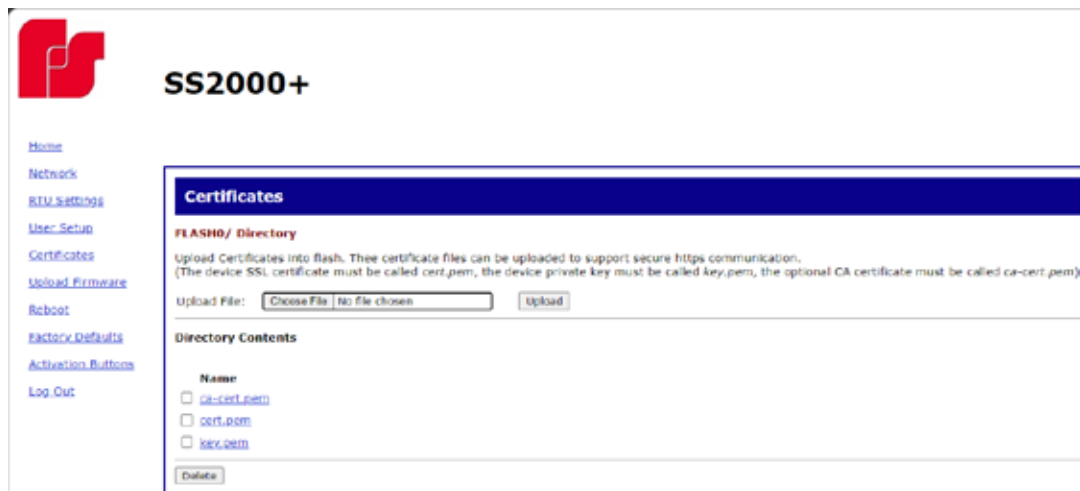 SS2000+
Home
Network
RTU Settings
User Setup
Certificates
Upload Firmware
Reboot
Factory Defaults
Activation Buttons
Log Out
Certificates
FLASH0/ Directory
Upload Certificates into flash. Thee certificate files can be uploaded to support secure https communication.
(The device SSL certificate must be called cert.pem, the device private key must be called key.pem, the optional CA certificate must be called ca-cert.pem)
Upload File: Choose File No file chosen Upload
Directory Contents
Name
ca-cert.pem
cert.pem
key.pem
Delete